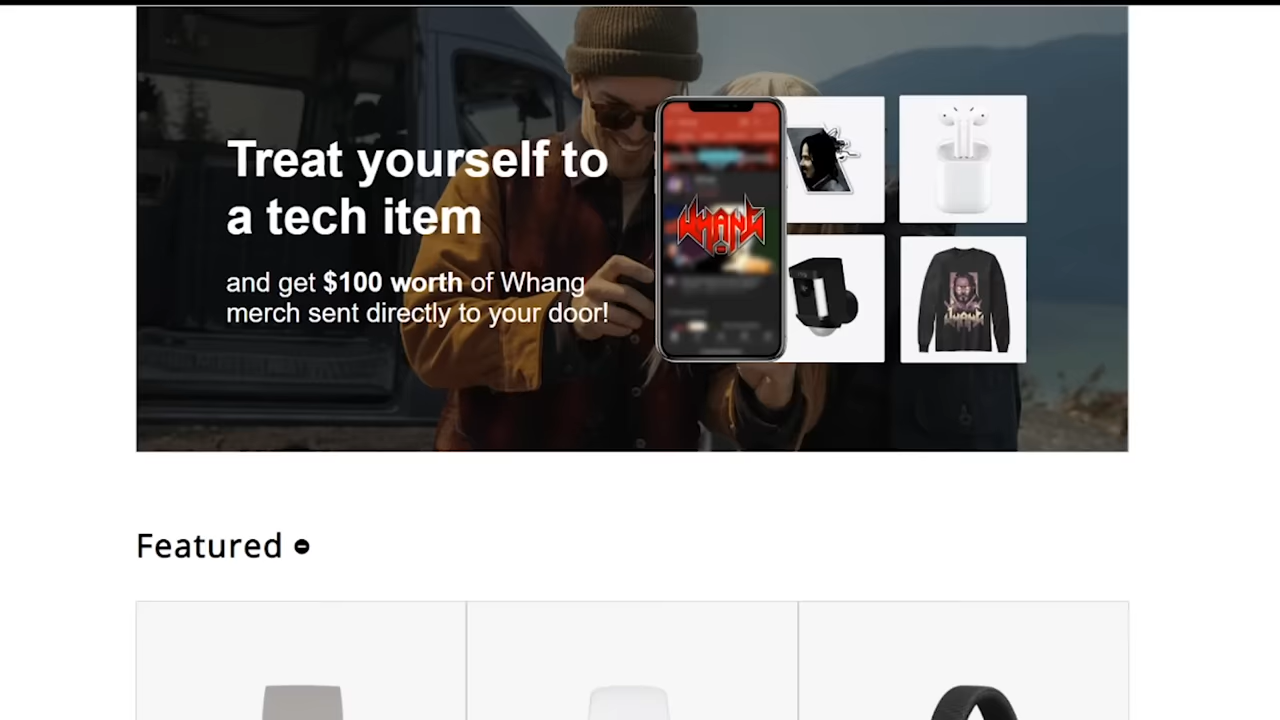 Treat yourself to
a tech item
and get $100 worth of Whang
merch sent directly to your door!
WHANG
WHANG
Featured